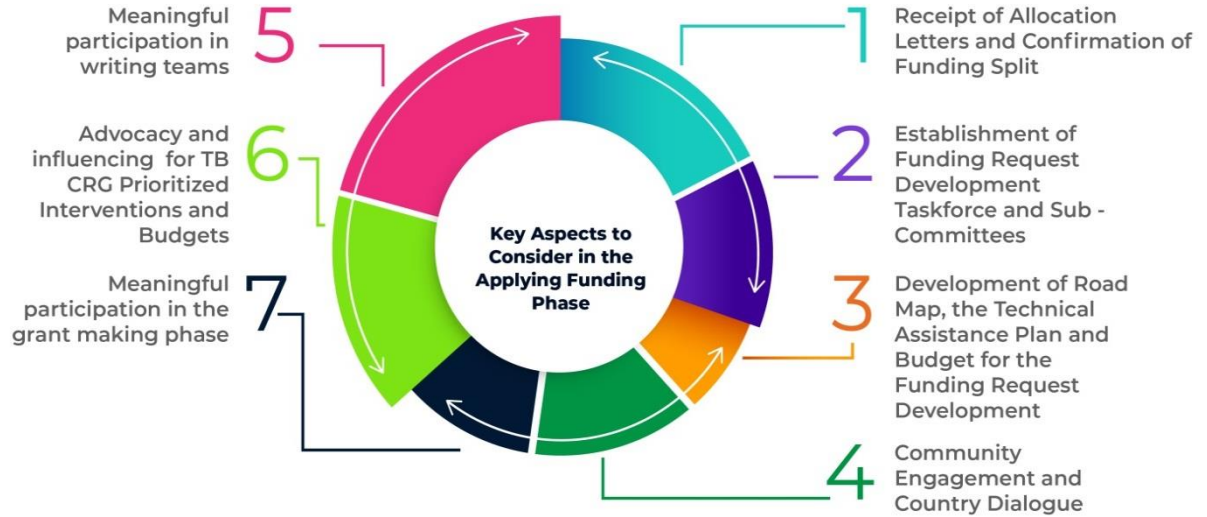 1
Receipt of Allocation
Letters and Confirmation of
Funding Split
2
Establishment of
Funding Request
Development
Taskforce and Sub -
Committees
3
Development of Road
Map, the Technical
Assistance Plan and
Budget for the
Funding Request
Development
4
Community
Engagement and
Country Dialogue
5
Meaningful
participation in
writing teams
6
Advocacy and
influencing for TB
CRG Prioritized
Interventions and
Budgets
7
Meaningful
participation in the
grant making phase
Key Aspects to
Consider in the
Applying Funding
Phase